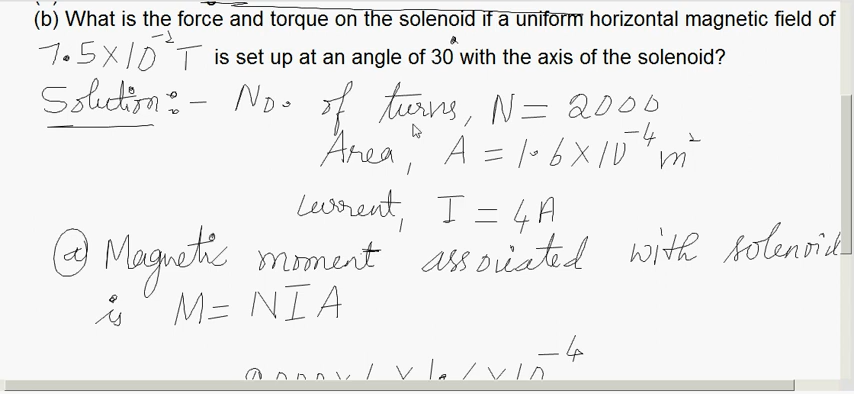 (b) What is the force and torque on the solenoid if a uniform horizontal magnetic field of
7.5×10⁻² T is set up at an angle of 30° with the axis of the solenoid?
Solution:- No. of turns, N = 2000
Area, A = 1.6×10⁻⁴ m²
current, I = 4A
(a) Magnetic moment assosiated with solenoid
is M = NIA